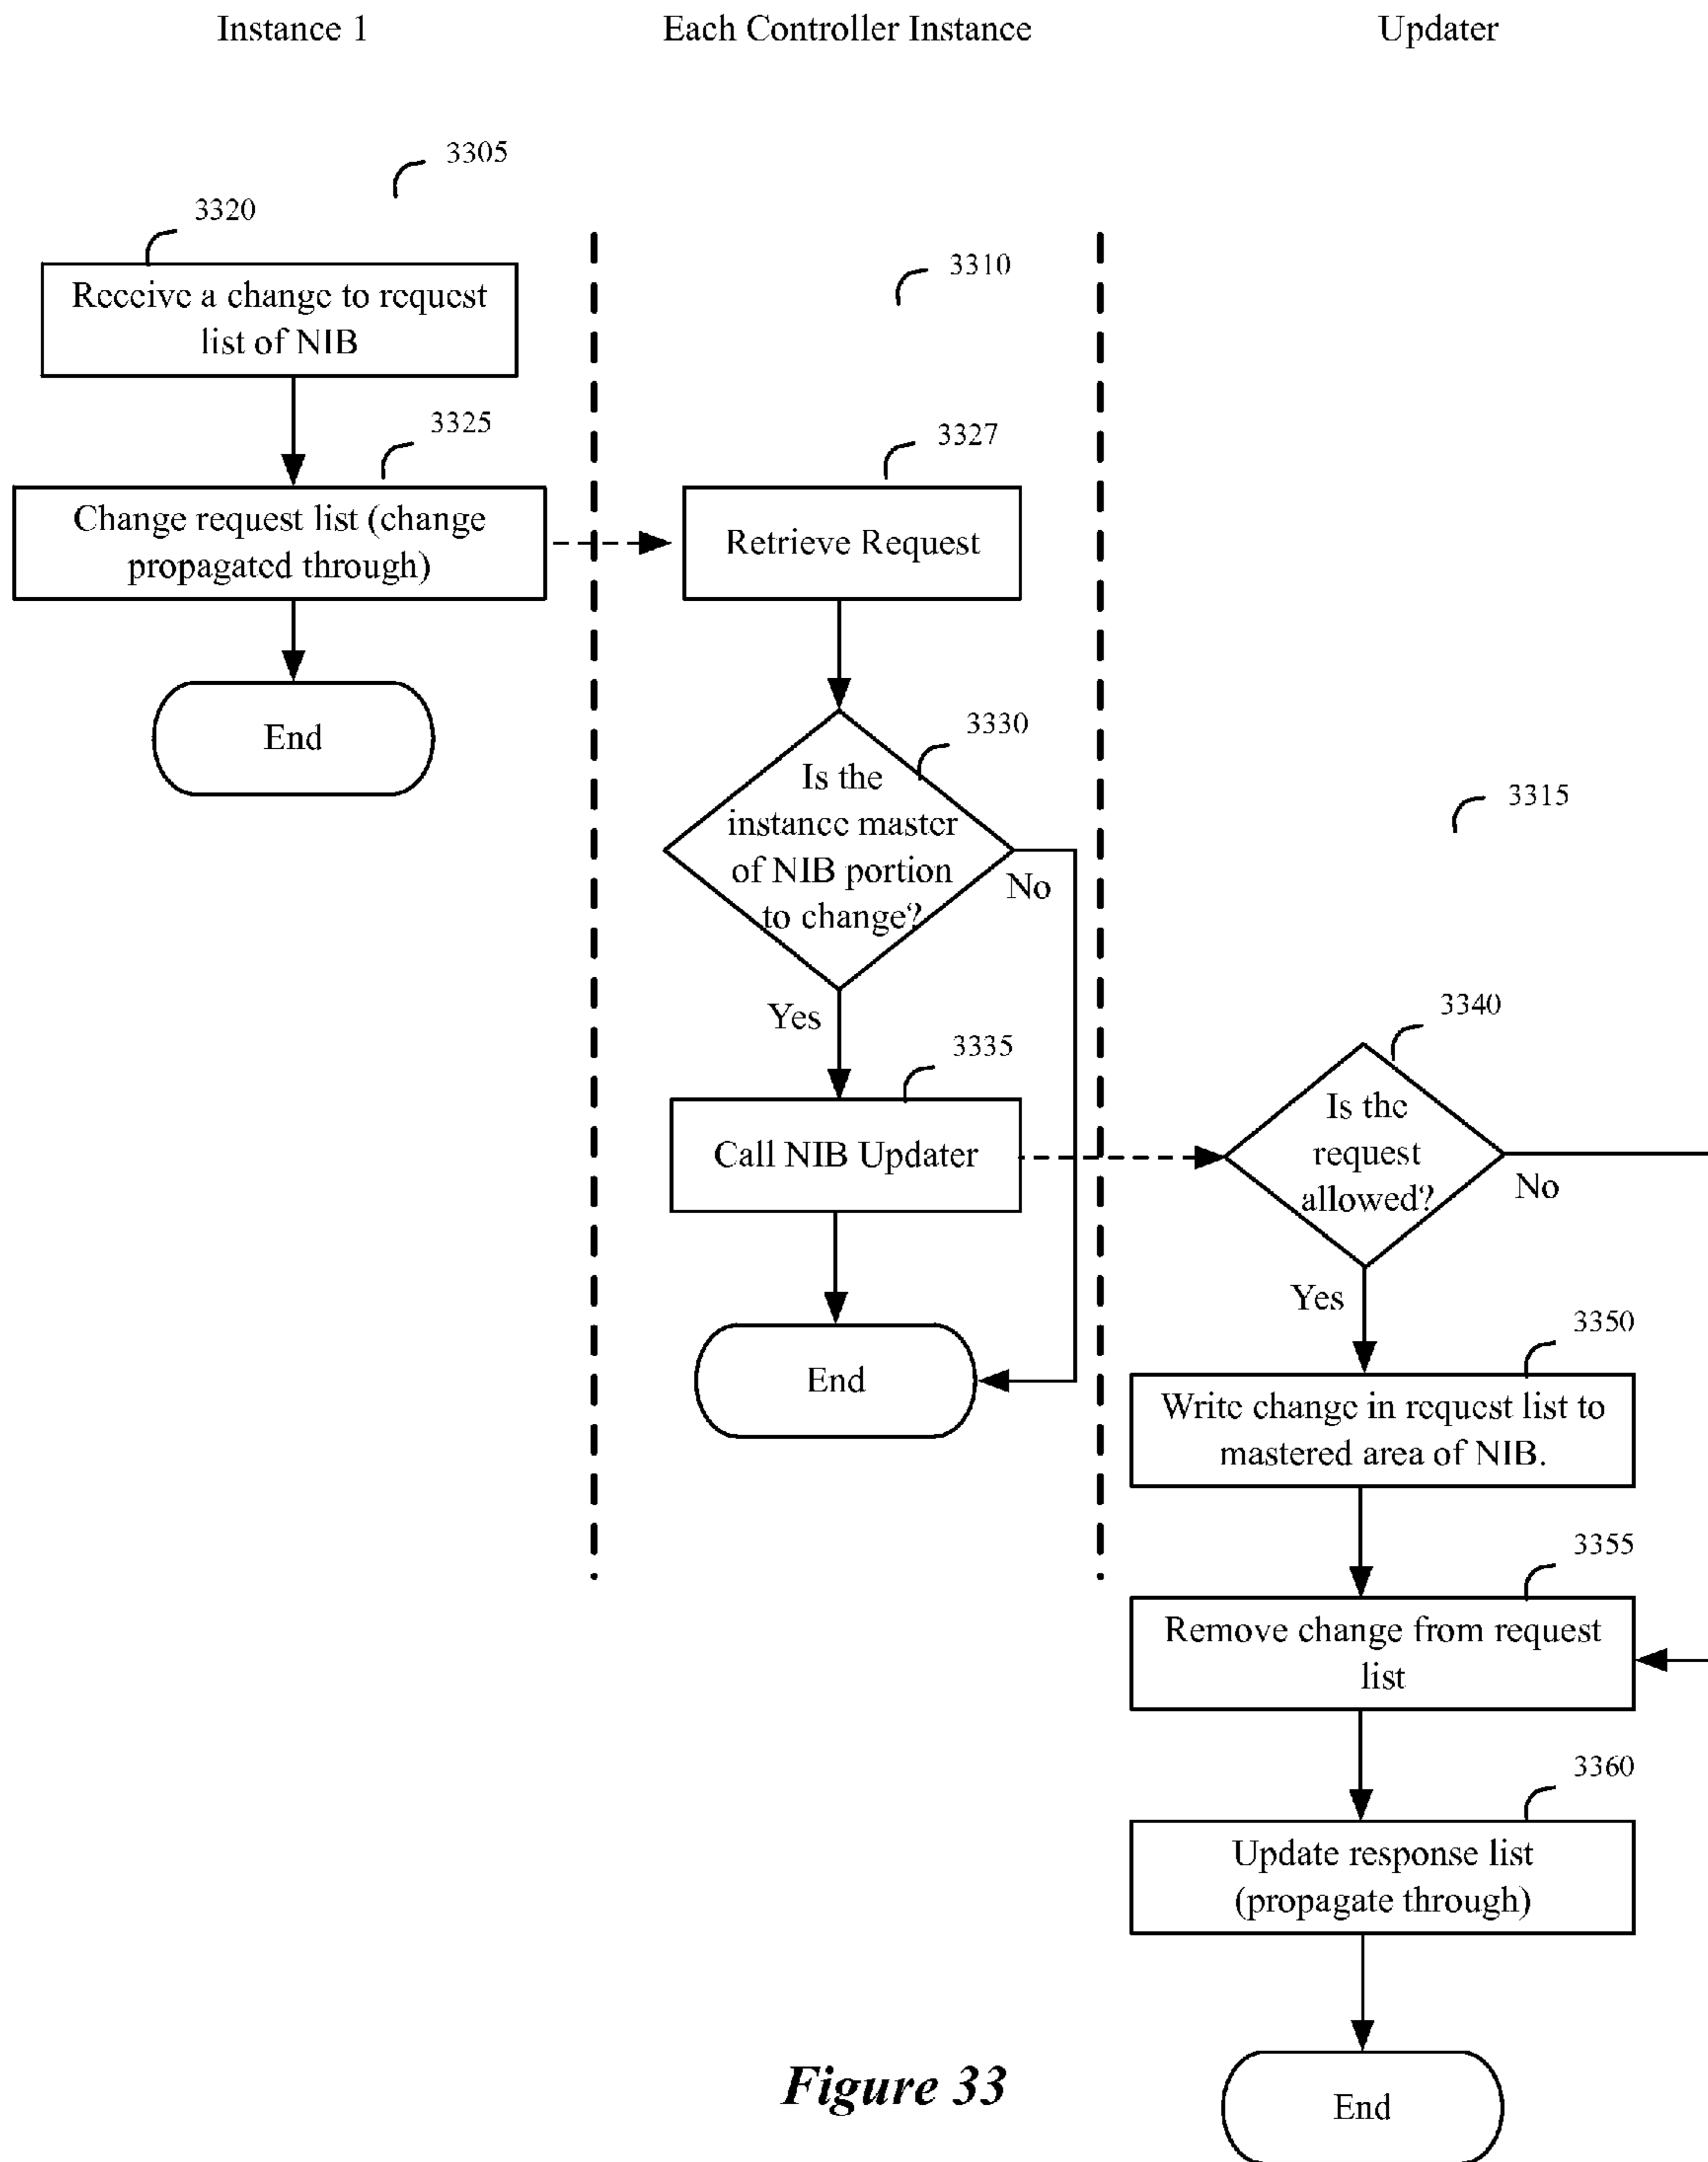 Instance 1
Each Controller Instance
Updater
3305
3320
Receive a change to request
list of NIB
3310
3325
Change request list (change
propagated through)
End
3327
Retrieve Request
3330
Is the
instance master
of NIB portion
to change?
No
Yes
3335
Call NIB Updater
End
3315
3340
Is the
request
allowed?
No
Yes
3350
Write change in request list to
mastered area of NIB.
3355
Remove change from request
list
3360
Update response list
(propagate through)
End
Figure 33